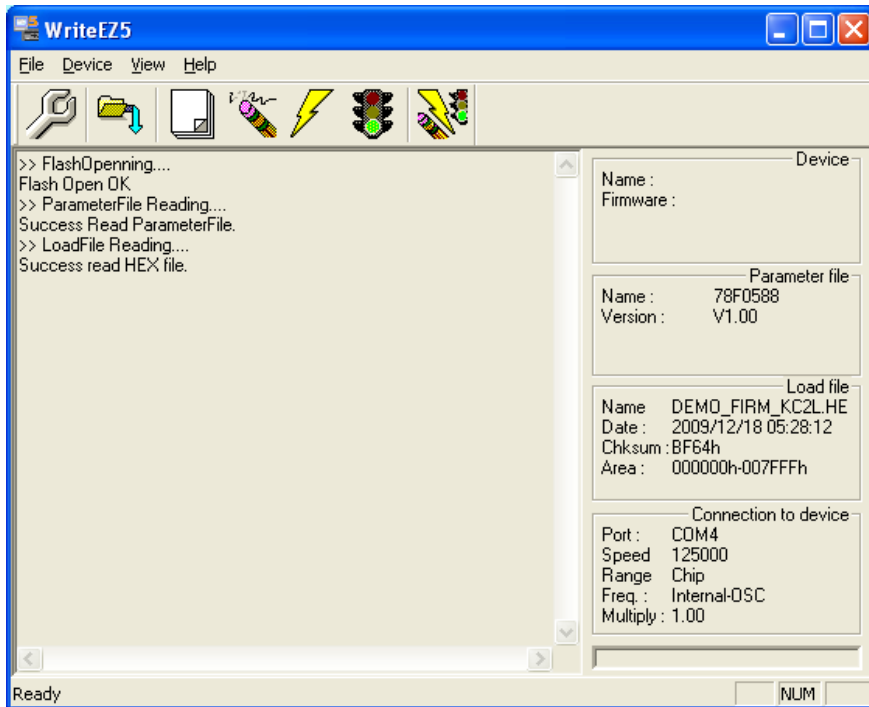 WriteEZ5
File Device View Help
>> FlashOpenning....
Flash Open OK
>> ParameterFile Reading....
Success Read ParameterFile.
>> LoadFile Reading....
Success read HEX file.
Device
Name :
Firmware :
Parameter file
Name : 78F0588
Version : V1.00
Load file
Name DEMO_FIRM_KC2L.HE
Date : 2009/12/18 05:28:12
Chksum : BF64h
Area : 000000h-007FFFh
Connection to device
Port : COM4
Speed 125000
Range Chip
Freq. : Internal-OSC
Multiply : 1.00
Ready NUM